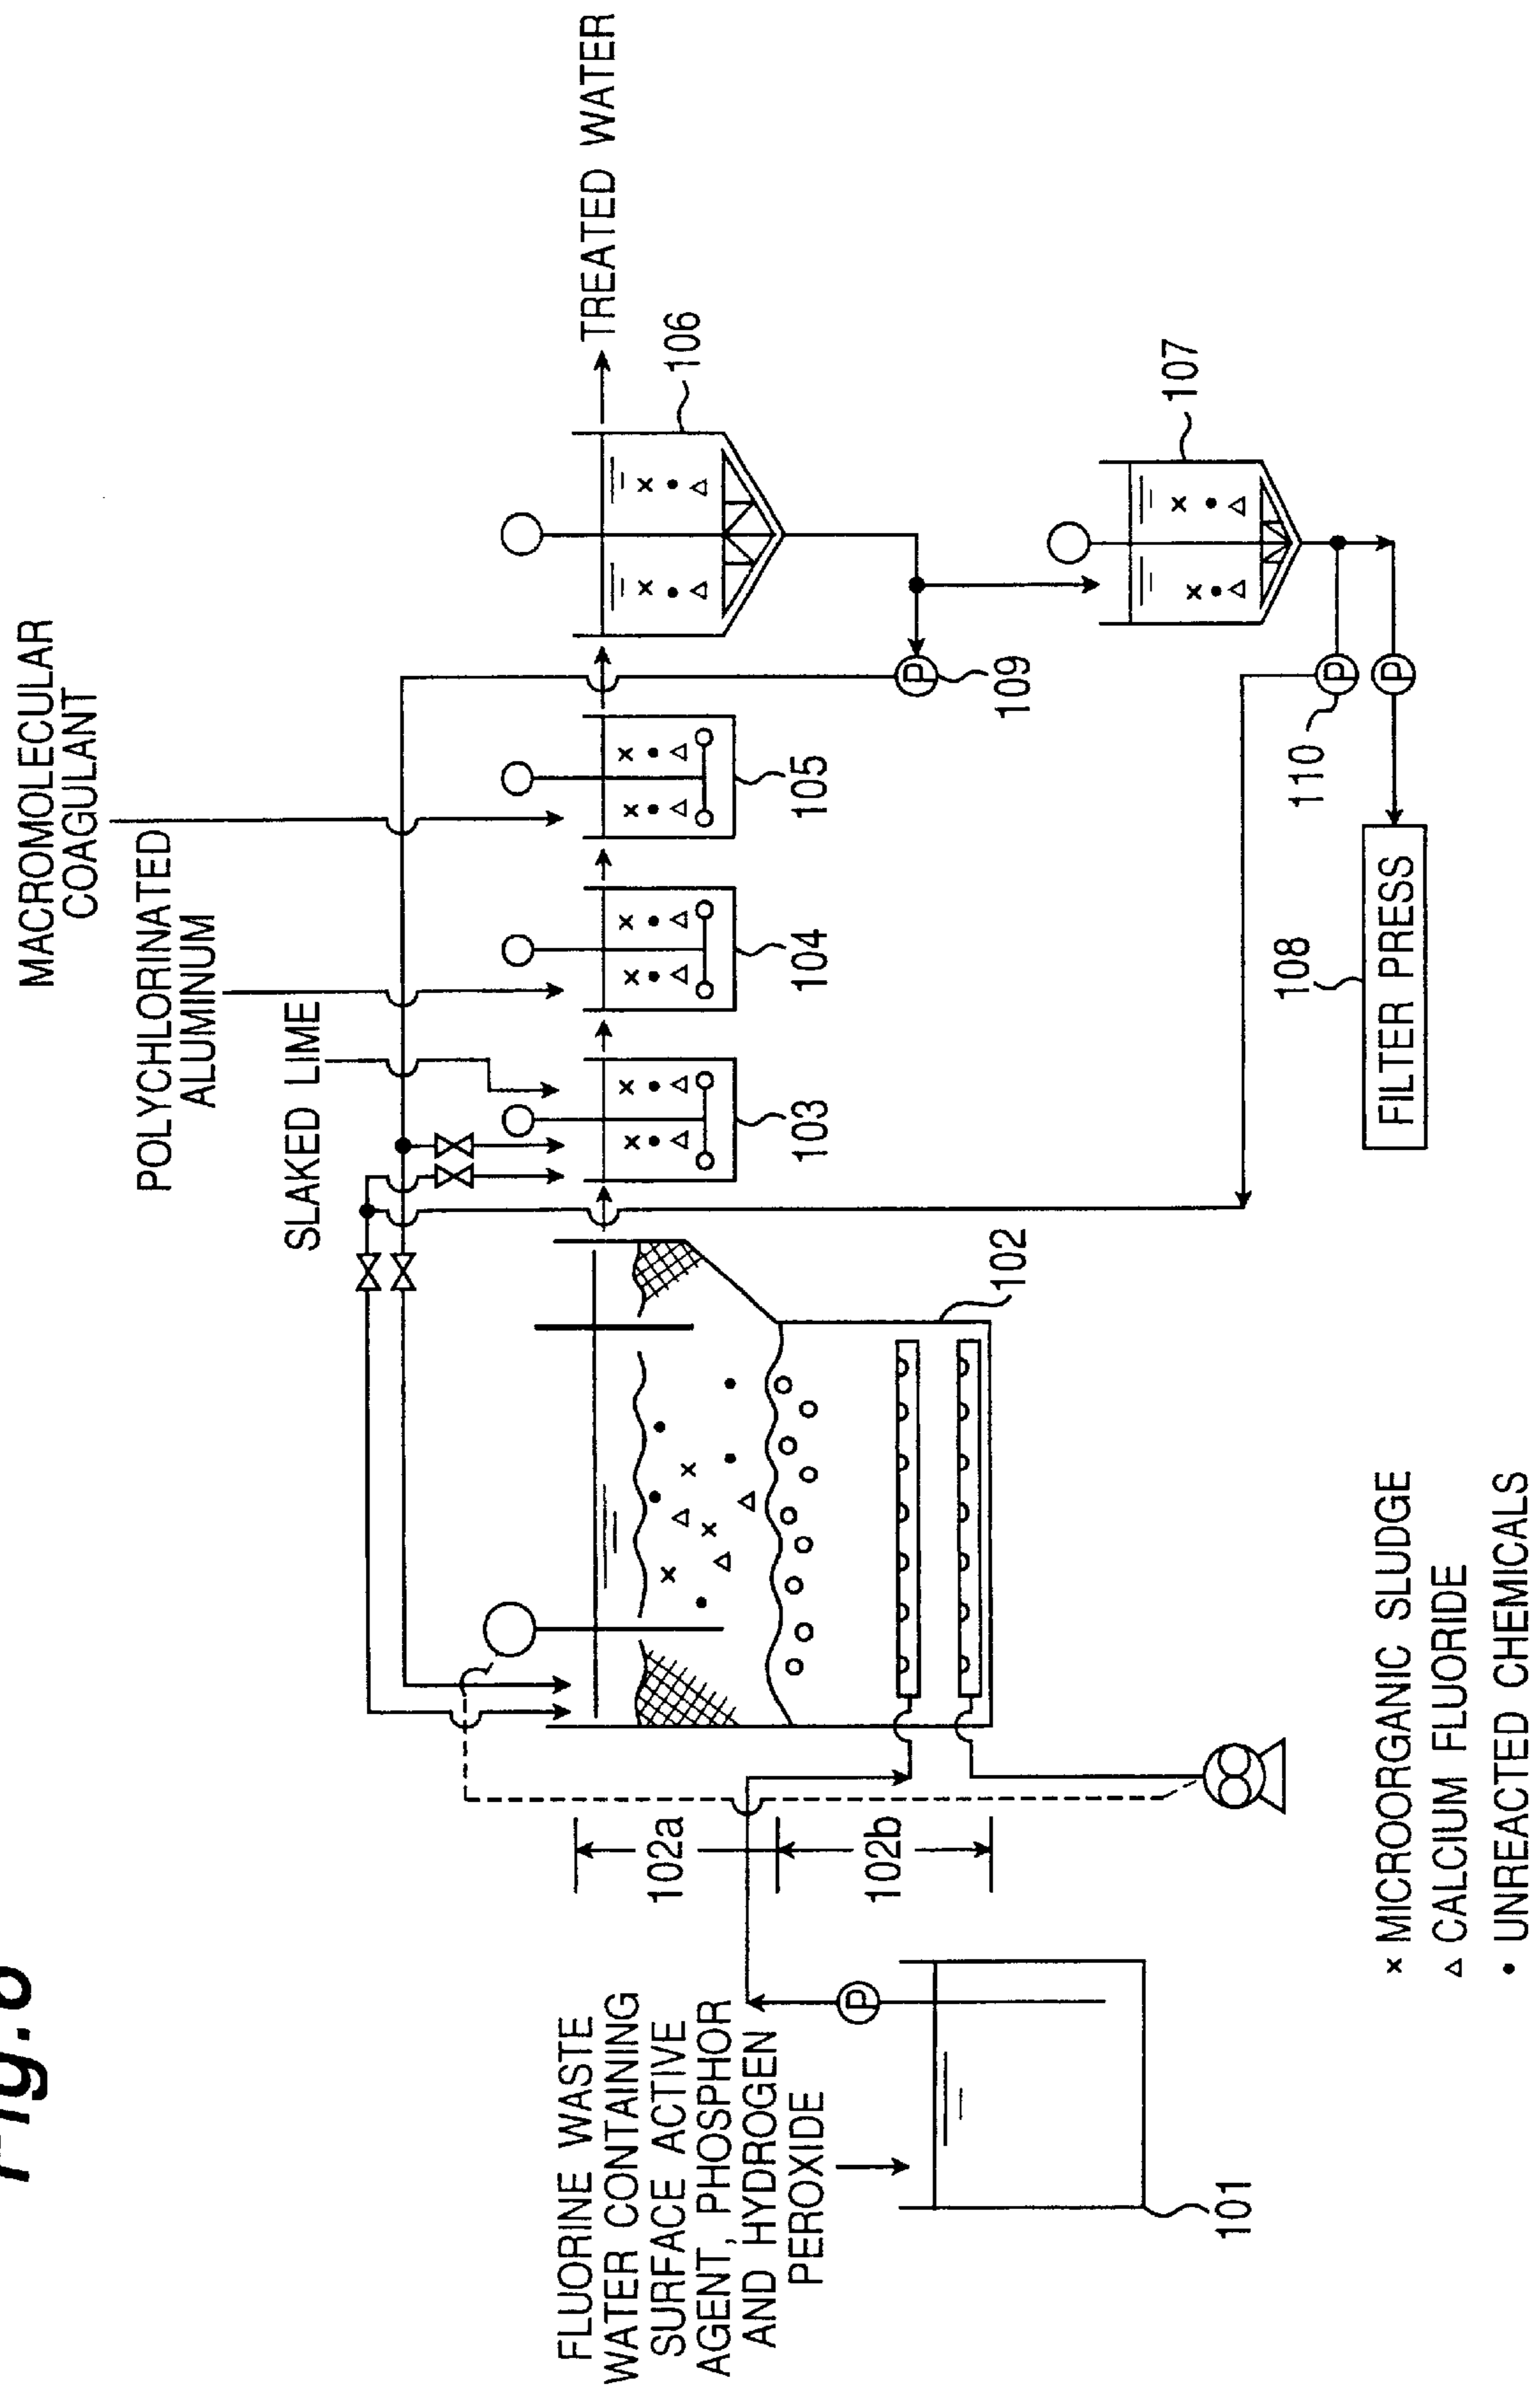 MACROMOLECULAR
COAGULANT
POLYCHLORINATED
ALUMINUM
SLAKED LIME
TREATED WATER
FLUORINE WASTE
WATER CONTAINING
SURFACE ACTIVE
AGENT, PHOSPHOR
AND HYDROGEN
PEROXIDE
P
101
102a
102b
102
103
104
105
106
P
109
107
110
P
P
108
FILTER PRESS
× MICROORGANIC SLUDGE
△ CALCIUM FLUORIDE
• UNREACTED CHEMICALS